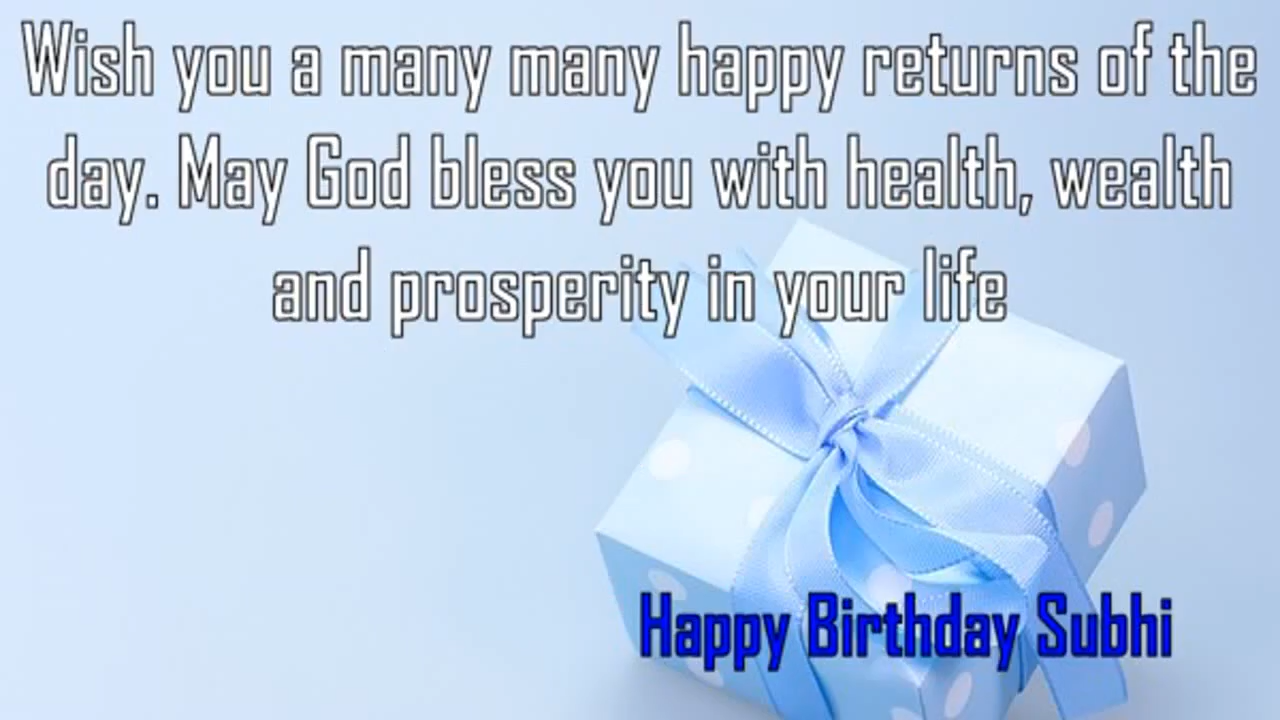 Wish you a many many happy returns of the
day. May God bless you with health, wealth
and prosperity in your life
Happy Birthday Subhi